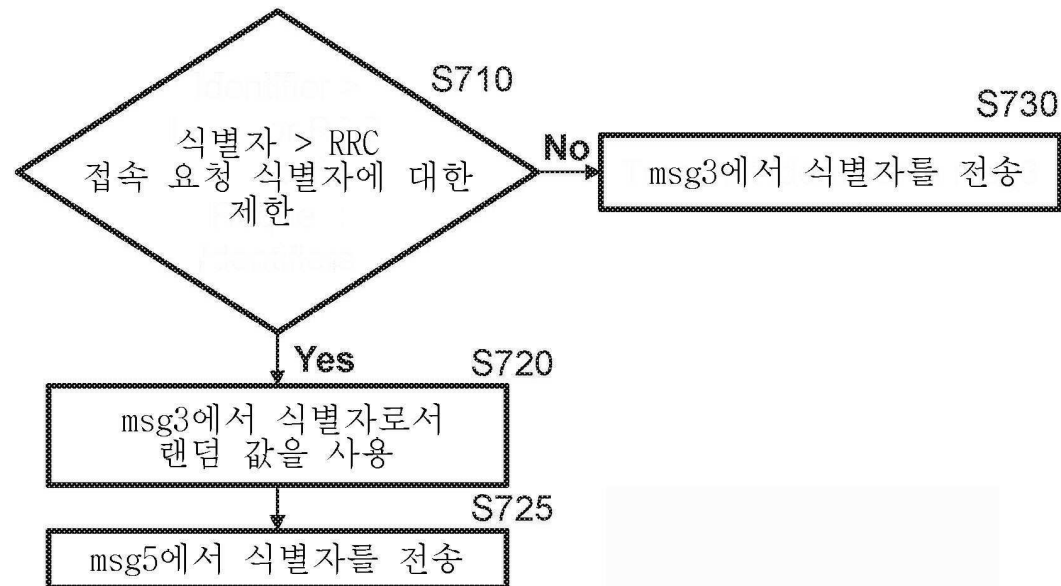 S710
식별자 > RRC
접속 요청 식별자에 대한
제한
No
S730
msg3에서 식별자를 전송
Yes
S720
msg3에서 식별자로서
랜덤 값을 사용
S725
msg5에서 식별자를 전송